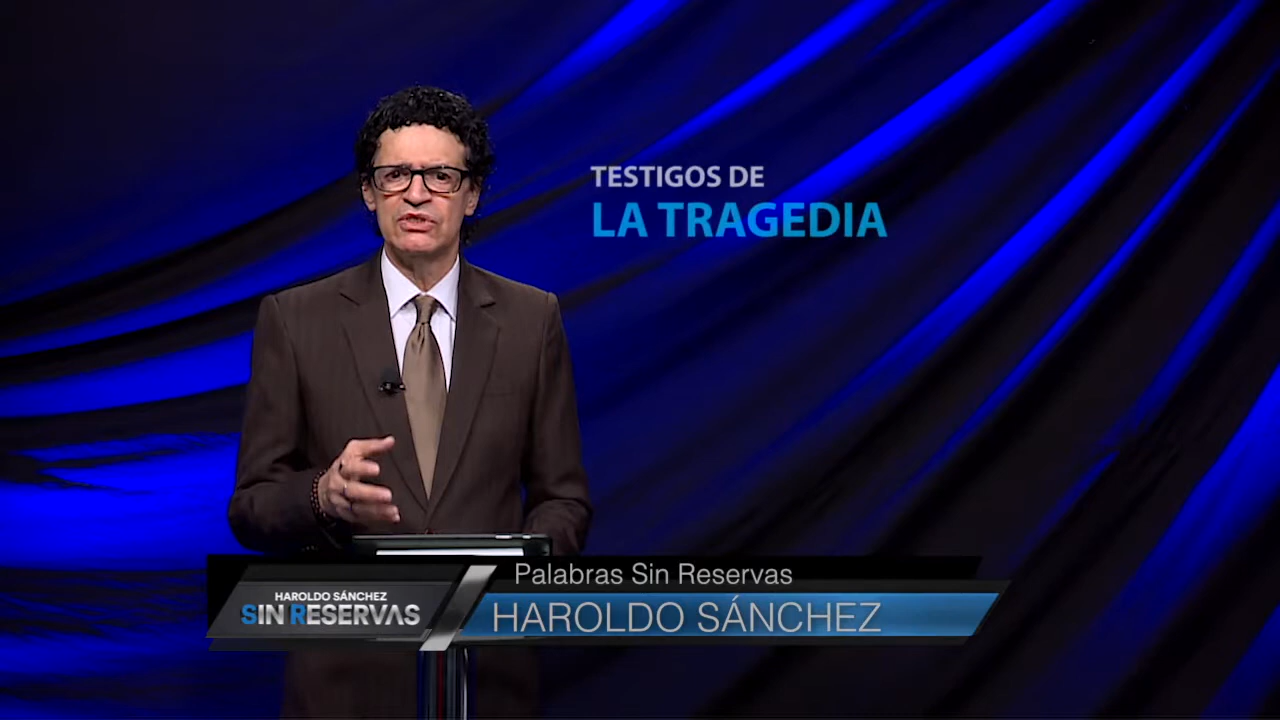 TESTIGOS DE
LA TRAGEDIA
Palabras Sin Reservas
HAROLDO SÁNCHEZ
HAROLDO SÁNCHEZ
SIN RESERVAS